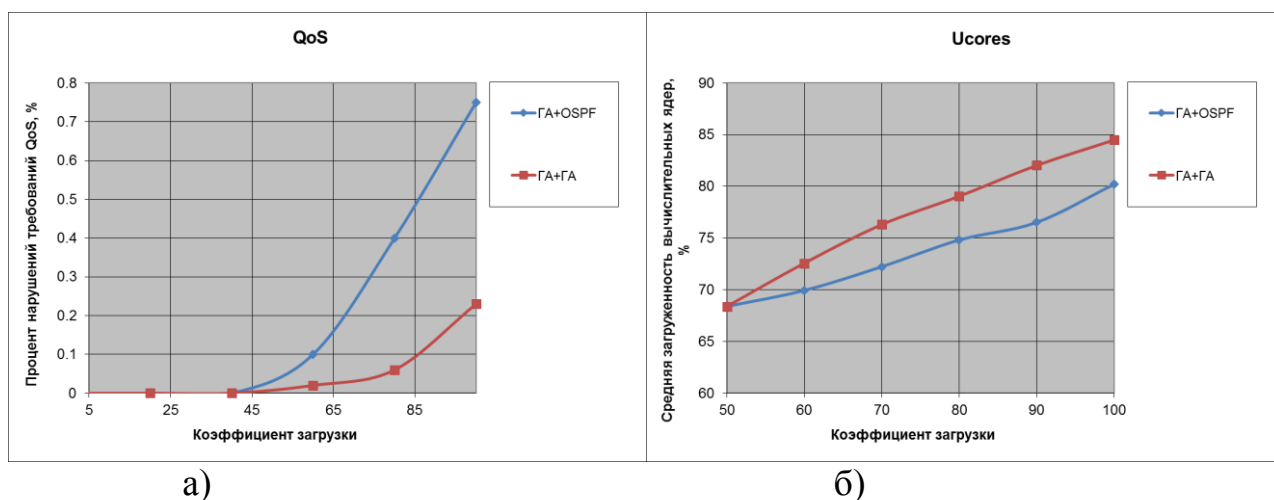 QoS
Процент нарушений требований QoS, %
0.8
0.7
0.6
0.5
0.4
0.3
0.2
0.1
0
5
25
45
65
85
Коэффициент загрузки
ГА+OSPF
ГА+ГА
а)
Ucores
Средняя загруженность вычислительных ядер,
%
90
85
80
75
70
65
60
50
60
70
80
90
100
Коэффициент загрузки
ГА+OSPF
ГА+ГА
б)